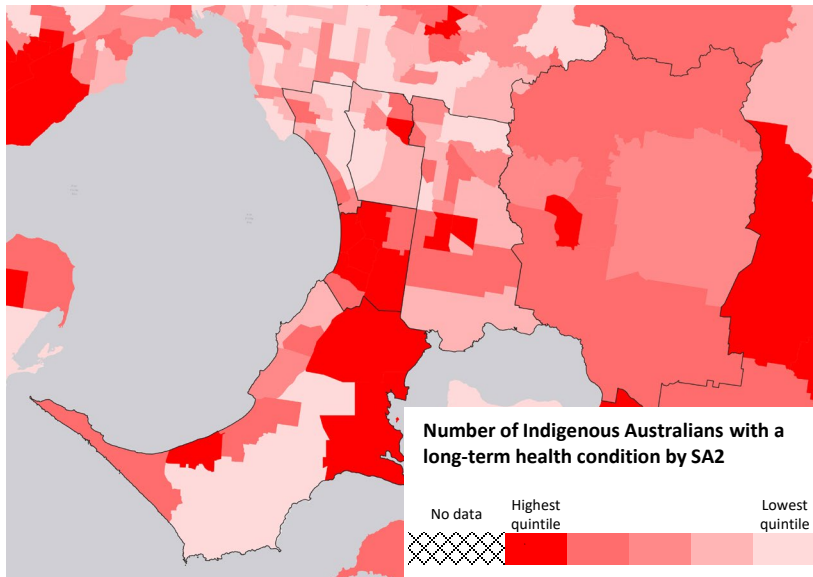 Number of Indigenous Australians with a
long-term health condition by SA2
No data
Highest
quintile
Lowest
quintile